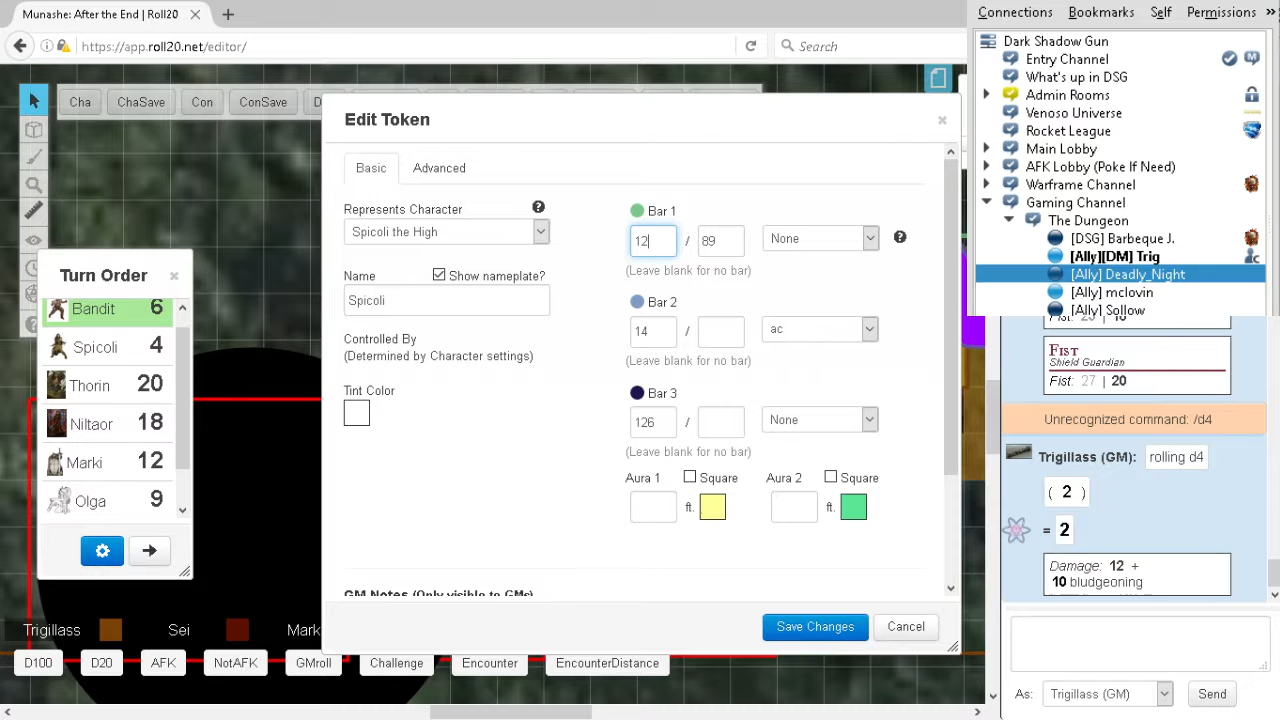 Munashe: After the End | Roll20
https://app.roll20.net/editor/
Search
Cha
ChaSave
Con
ConSave
Edit Token
Basic
Advanced
Represents Character
Spicoli the High
Name
Show nameplate?
Spicoli
Controlled By
(Determined by Character settings)
Tint Color
Bar 1
12 / 89
None
(Leave blank for no bar)
Bar 2
14 /
ac
(Leave blank for no bar)
Bar 3
126 /
None
(Leave blank for no bar)
Aura 1
Square
Aura 2
Square
ft.
ft.
GM Notes (Only visible to GMs)
Save Changes
Cancel
Turn Order
Bandit 6
Spicoli 4
Thorin 20
Niltaor 18
Marki 12
Olga 9
Trigillass
Sei
Mark
D100
D20
AFK
NotAFK
GMroll
Challenge
Encounter
EncounterDistance
Connections
Bookmarks
Self
Permissions
Dark Shadow Gun
Entry Channel
What's up in DSG
Admin Rooms
Venoso Universe
Rocket League
Main Lobby
AFK Lobby (Poke If Need)
Warframe Channel
Gaming Channel
The Dungeon
[DSG] Barbeque J.
[Ally][DM] Trig
[Ally] Deadly_Night
[Ally] mclovin
[Ally] Sollow
Fist
Shield Guardian
Fist: 27 | 20
Unrecognized command: /d4
Trigillass (GM): rolling d4
( 2 )
= 2
Damage: 12 +
10 bludgeoning
As: Trigillass (GM)
Send